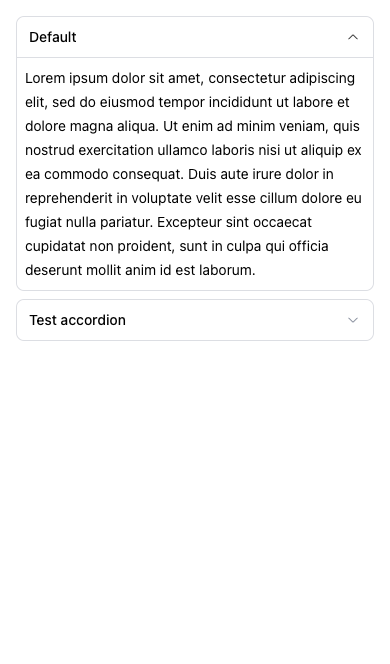 Default
Lorem ipsum dolor sit amet, consectetur adipiscing
elit, sed do eiusmod tempor incididunt ut labore et
dolore magna aliqua. Ut enim ad minim veniam, quis
nostrud exercitation ullamco laboris nisi ut aliquip ex
ea commodo consequat. Duis aute irure dolor in
reprehenderit in voluptate velit esse cillum dolore eu
fugiat nulla pariatur. Excepteur sint occaecat
cupidatat non proident, sunt in culpa qui officia
deserunt mollit anim id est laborum.
Test accordion